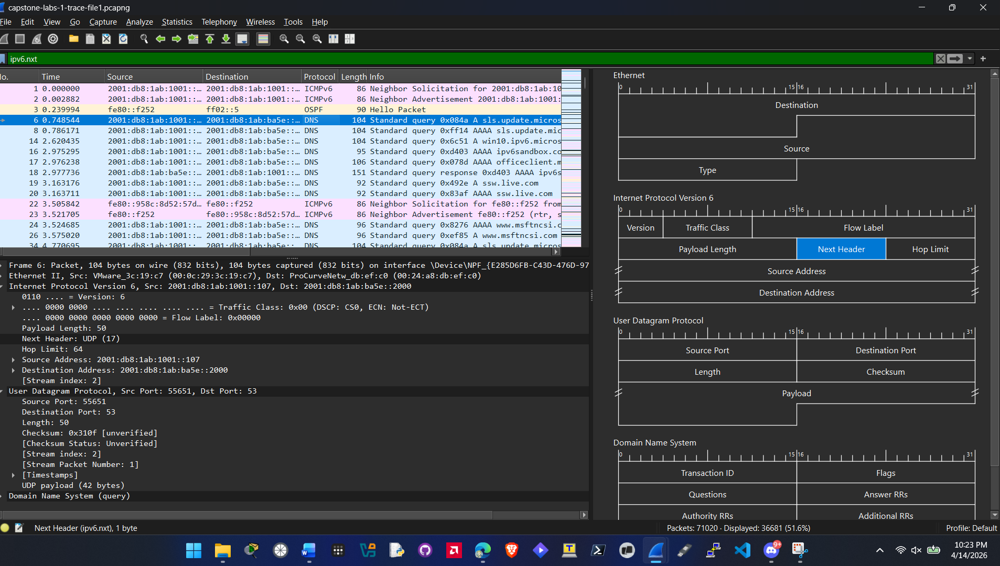 capstone-labs-1-trace-file1.pcapng
File Edit View Go Capture Analyze Statistics Telephony Wireless Tools Help
ipv6.nxt
Time Source Destination Protocol Length Info
1 0.000000 2001:db8:1ab:1001::… 2001:db8:1ab:1001::… ICMPv6 86 Neighbor Solicitation for 2001:db8:1ab:10
2 0.002882 2001:db8:1ab:1001::… 2001:db8:1ab:1001::… ICMPv6 86 Neighbor Advertisement 2001:db8:1ab:1001:
3 0.239994 fe80::f252 ff02::5 OSPF 90 Hello Packet
6 0.748544 2001:db8:1ab:1001::… 2001:db8:1ab:ba5e::… DNS 104 Standard query 0x084a A sls.update.micros
8 0.786171 2001:db8:1ab:1001::… 2001:db8:1ab:ba5e::… DNS 104 Standard query 0xff14 AAAA sls.update.mic
14 2.620435 2001:db8:1ab:1001::… 2001:db8:1ab:ba5e::… DNS 104 Standard query 0x6c51 A win10.ipv6.micros
16 2.975295 2001:db8:1ab:1001::… 2001:db8:1ab:ba5e::… DNS 95 Standard query 0xd403 AAAA ipv6sandbox.co
17 2.976238 2001:db8:1ab:1001::… 2001:db8:1ab:ba5e::… DNS 106 Standard query 0x078d AAAA officeclient.m
18 2.977736 2001:db8:1ab:ba5e::… 2001:db8:1ab:1001::… DNS 151 Standard query response 0xd403 AAAA ipv6s
19 3.163176 2001:db8:1ab:1001::… 2001:db8:1ab:ba5e::… DNS 92 Standard query 0x492e A ssw.live.com
20 3.163711 2001:db8:1ab:1001::… 2001:db8:1ab:ba5e::… DNS 92 Standard query 0x83af AAAA ssw.live.com
22 3.505842 fe80::958c:8d52:57d… fe80::f252 ICMPv6 86 Neighbor Solicitation for fe80::f252 from
23 3.521705 fe80::f252 fe80::958c:8d52:57d… ICMPv6 86 Neighbor Advertisement fe80::f252 (rtr, s
24 3.524685 2001:db8:1ab:1001::… 2001:db8:1ab:ba5e::… DNS 96 Standard query 0x8276 AAAA www.msftncsi.c
26 3.575020 2001:db8:1ab:1001::… 2001:db8:1ab:ba5e::… DNS 96 Standard query 0xef85 A www.msftncsi.com
34 4.770695 2001:db8:1ab:1001::… 2001:db8:1ab:ba5e::… DNS 104 Standard query 0x084a A sls.update.micros
Frame 6: Packet, 104 bytes on wire (832 bits), 104 bytes captured (832 bits) on interface \Device\NPF_{E285D6FB-C43D-476D-97
Ethernet II, Src: VMware_3c:19:c7 (00:0c:29:3c:19:c7), Dst: ProCurveNetw_db:ef:c0 (00:24:a8:db:ef:c0)
Internet Protocol Version 6, Src: 2001:db8:1ab:1001::107, Dst: 2001:db8:1ab:ba5e::2000
0110 .... = Version: 6
.... 0000 0000 .... .... .... .... .... = Traffic Class: 0x00 (DSCP: CS0, ECN: Not-ECT)
.... 0000 0000 0000 0000 0000 = Flow Label: 0x00000
Payload Length: 50
Next Header: UDP (17)
Hop Limit: 64
Source Address: 2001:db8:1ab:1001::107
Destination Address: 2001:db8:1ab:ba5e::2000
[Stream index: 2]
User Datagram Protocol, Src Port: 55651, Dst Port: 53
Source Port: 55651
Destination Port: 53
Length: 50
Checksum: 0x310f [unverified]
[Checksum Status: Unverified]
[Stream index: 2]
[Stream Packet Number: 1]
[Timestamps]
UDP payload (42 bytes)
Domain Name System (query)
Ethernet
0 15 16 31
Destination
Source
Type
Internet Protocol Version 6
0 15 16 31
Version Traffic Class Flow Label
Payload Length Next Header Hop Limit
Source Address
Destination Address
User Datagram Protocol
0 15 16 31
Source Port Destination Port
Length Checksum
Payload
Domain Name System
0 15 16 31
Transaction ID Flags
Questions Answer RRs
Authority RRs Additional RRs
Next Header (ipv6.nxt), 1 byte
Packets: 71020 · Displayed: 36681 (51.6%)
Profile: Default
9+
10:23 PM
4/14/2026